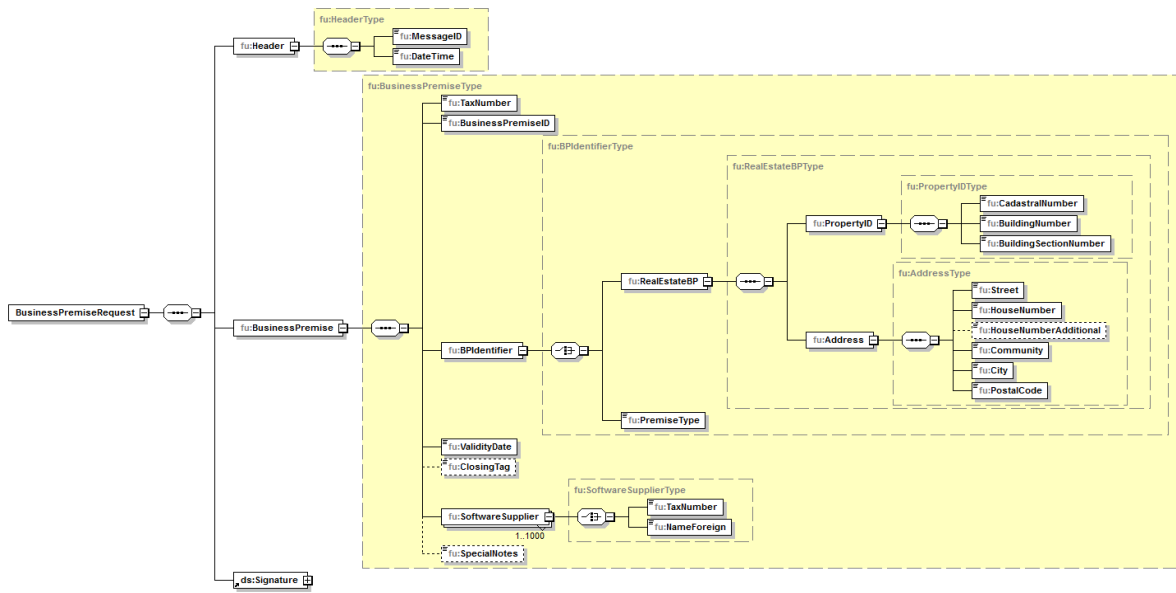 fu:HeaderType
fu:MessageID
fu:Header
fu:DateTime
fu:BusinessPremiseType
fu:TaxNumber
fu:BusinessPremiseID
fu:BPIdentifierType
fu:RealEstateBPType
fu:PropertyIDType
fu:CadastralNumber
fu:PropertyID
fu:BuildingNumber
fu:BuildingSectionNumber
fu:AddressType
fu:RealEstateBP
fu:Street
fu:HouseNumber
BusinessPremiseRequest
fu:BusinessPremise
fu:HouseNumberAdditional
fu:Address
fu:BPIdentifier
fu:Community
fu:City
fu:PostalCode
fu:PremiseType
fu:ValidityDate
fu:ClosingTag
fu:SoftwareSupplierType
fu:TaxNumber
fu:SoftwareSupplier
fu:NameForeign
1..1000
fu:SpecialNotes
ds:Signature